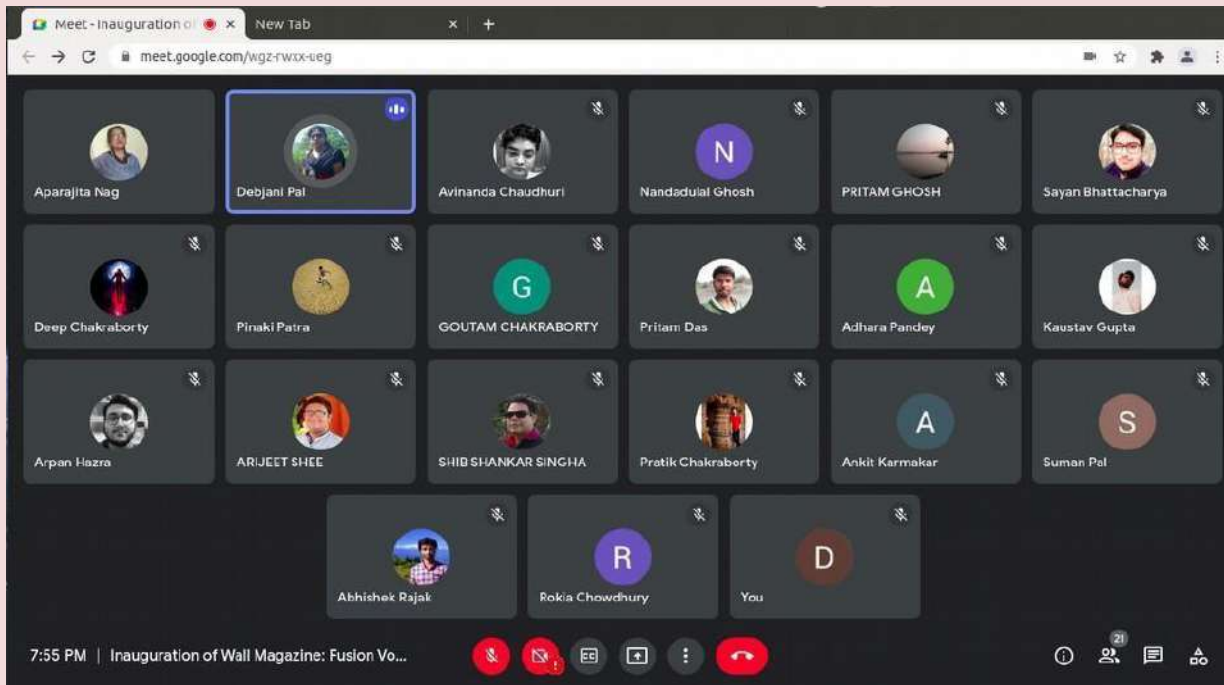 Meet - Inauguration o
New Tab
meet.google.com/wgz-rwxx-ueg
Aparajita Nag
Debjani Pal
Avinanda Chaudhuri
N
Nandadulal Ghosh
PRITAM GHOSH
Sayan Bhattacharya
Deep Chakraborty
Pinaki Patra
G
GOUTAM CHAKRABORTY
Pritam Das
A
Adhara Pandey
Kaustav Gupta
Arpan Hazra
ARIJEET SHEE
SHIB SHANKAR SINGHA
Pratik Chakraborty
A
Ankit Karmakar
S
Suman Pal
Abhishek Rajak
R
Rokia Chowdhury
D
You
7:55 PM | Inauguration of Wall Magazine: Fusion Vo...
CC
21